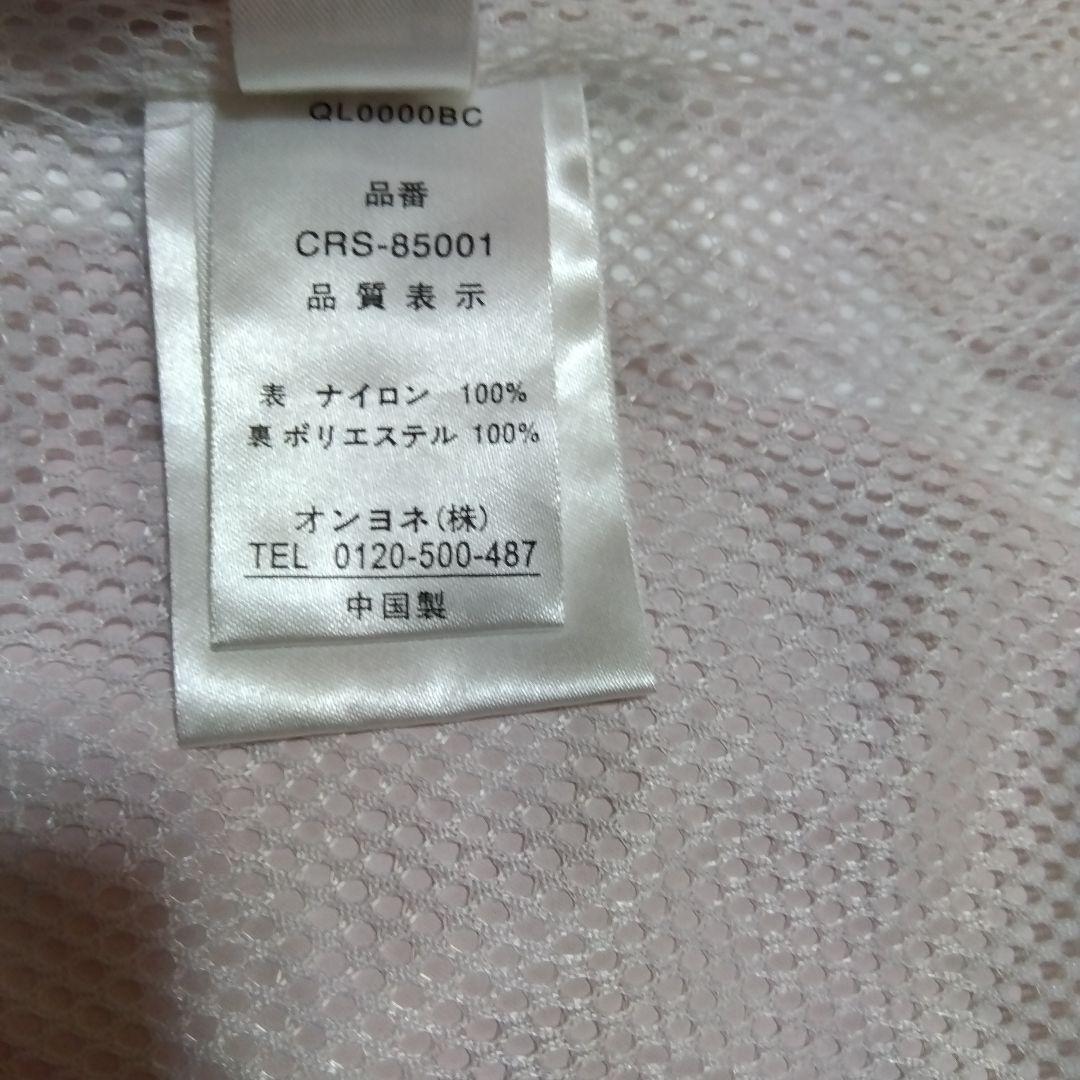 QL0000BC
品番
CRS-85001
品質表示
表 ナイロン 100%
裏 ポリエステル 100%
オンヨネ(株)
TEL 0120-500-487
中国製